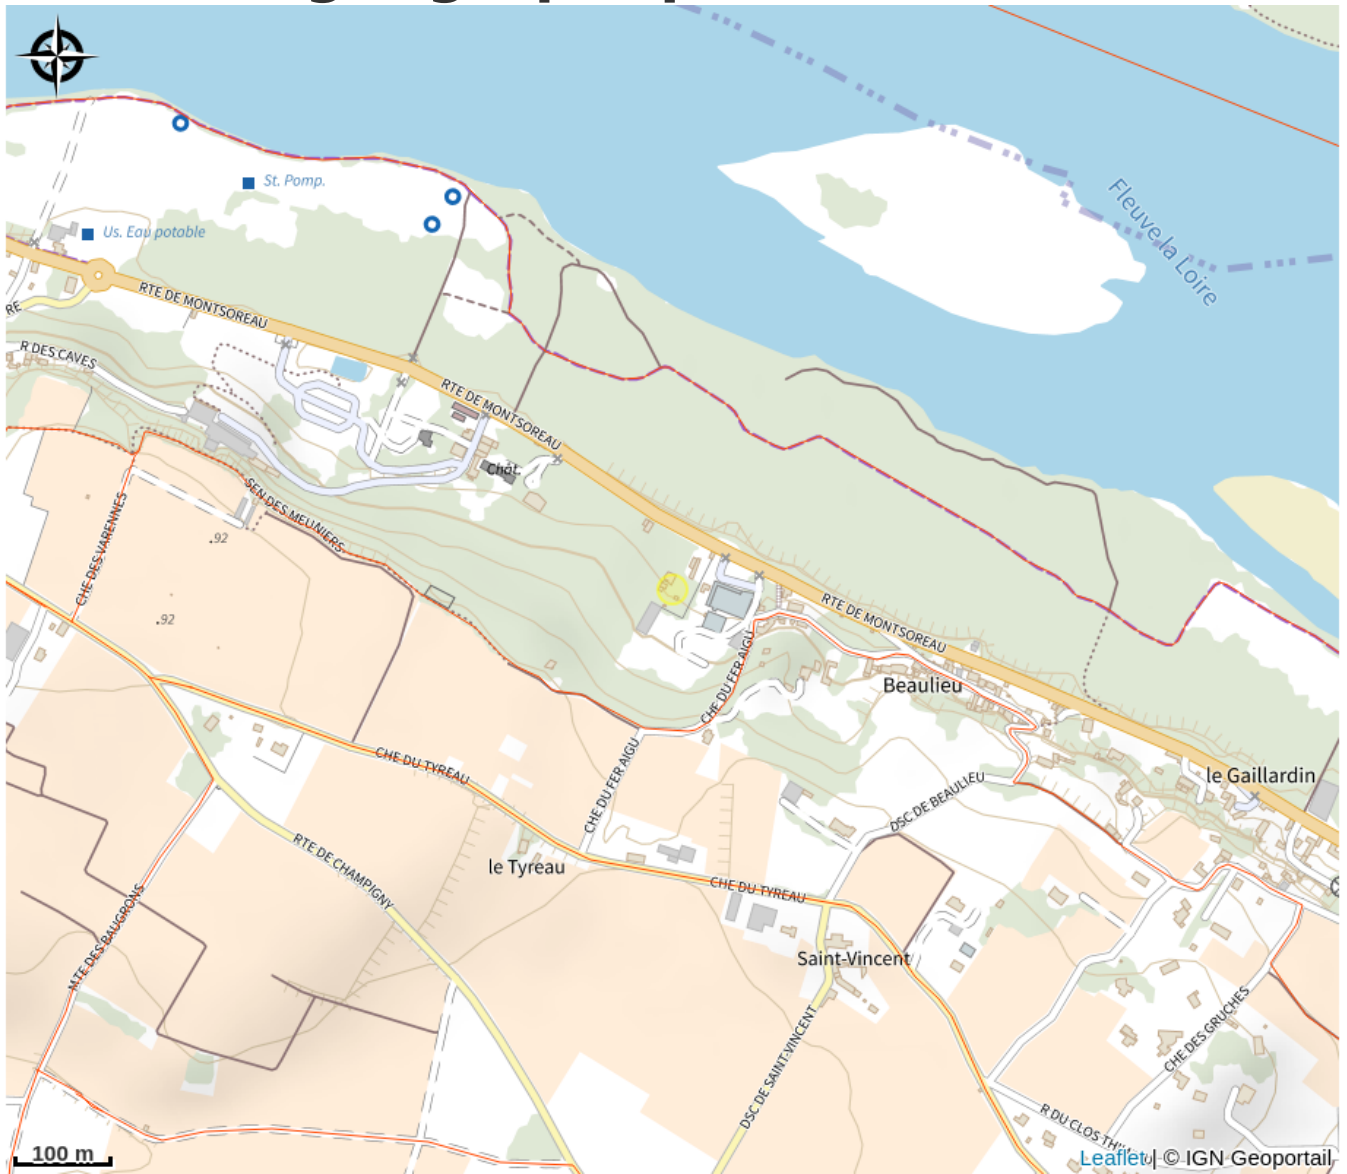 St. Pomp.
Fleuve la Loire
Us. Eau potable
RTE DE MONTSOREAU
RE
R DES CAVES
RTE DE MONTSOREAU
Chât.
SEN DES MEUNIERS
CHE DES VARENNES
.92
.92
RTE DE MONTSOREAU
CHE DU FER AIGU
Beaulieu
CHE DU TYREAU
le Gaillardin
CHE DU FER AIGU
DSC DE BEAULIEU
RTE DE CHAMPIGNY
le Tyreau
CHE DU TYREAU
MTE DES BAUGRONS
Saint-Vincent
CHE DES GRUCHES
DSC DE SAINT-VINCENT
R DU CLOS
100 m
Leaflet | © IGN Geoportail